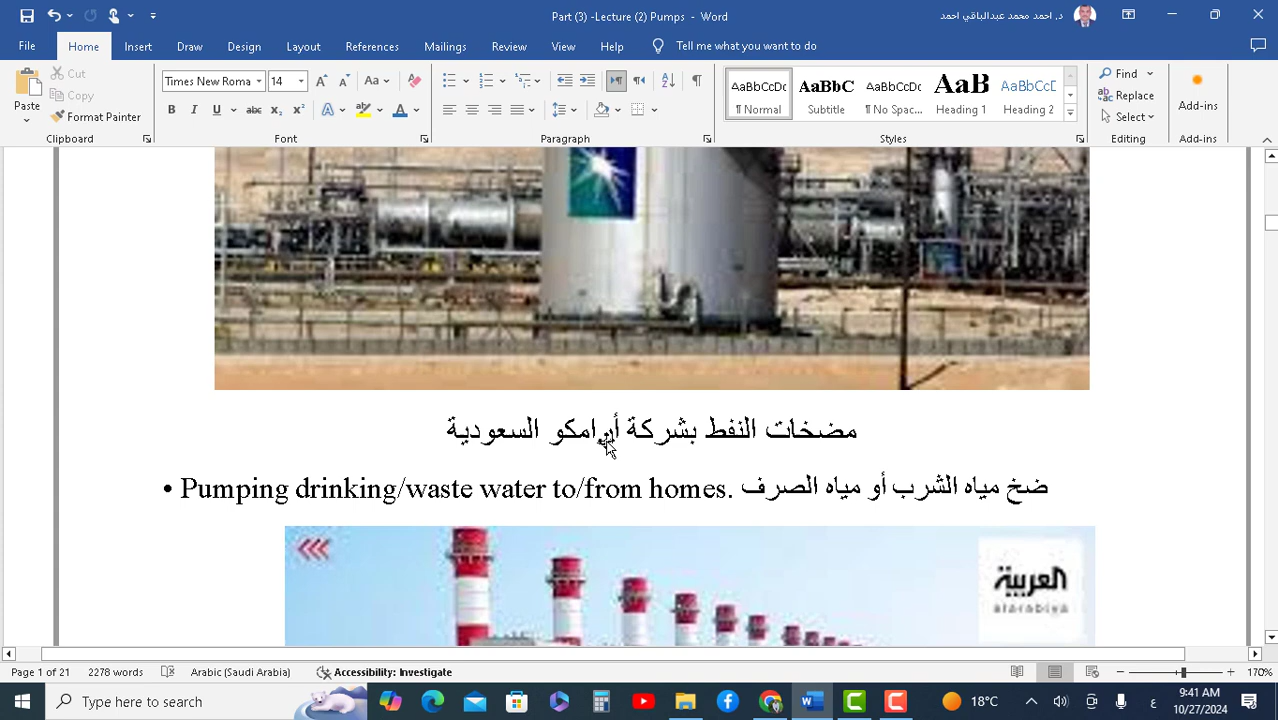 Part (3) -Lecture (2) Pumps - Word
د. احمد محمد عبدالباقي احمد
File Home Insert Draw Design Layout References Mailings Review View Help Tell me what you want to do
Paste
Cut
Copy
Format Painter
Clipboard
Times New Roma 14
Font
Paragraph
AaBbCcDc AaBbC AaBbCcDc AaB AaBbCcDc
¶ Normal Subtitle ¶ No Spac... Heading 1 Heading 2
Styles
Find
Replace
Select
Editing
Add-ins
Add-ins
مضخات النفط بشركة أرامكو السعودية
• Pumping drinking/waste water to/from homes. ضخ مياه الشرب أو مياه الصرف
العربية
alarabiya
Page 1 of 21 2278 words Arabic (Saudi Arabia) Accessibility: Investigate 170%
Type here to search
18°C
ع
9:41 AM
10/27/2024